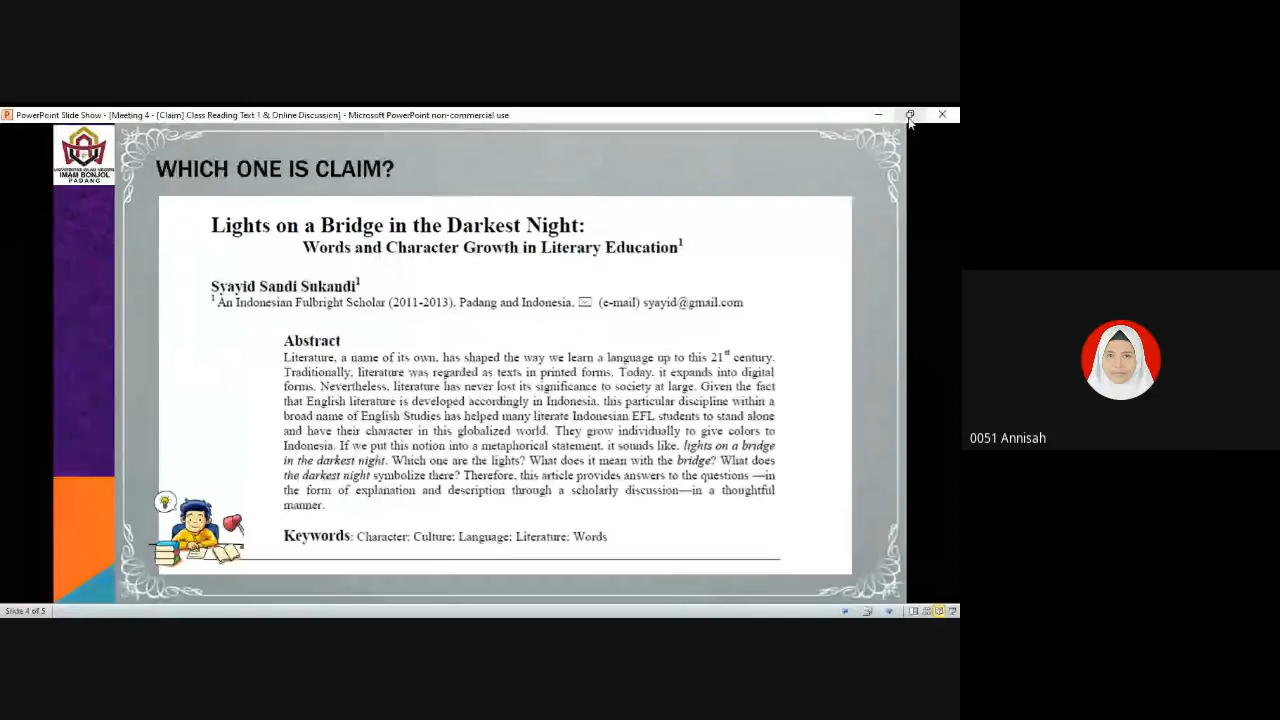 PowerPoint Slide Show - [Meeting 4 - [Claim] Class Reading Text 1 & Online Discussion] - Microsoft PowerPoint non-commercial use
UNIVERSITAS ISLAM NEGERI
IMAM BONJOL
PADANG
WHICH ONE IS CLAIM?
Lights on a Bridge in the Darkest Night:
Words and Character Growth in Literary Education1
Syayid Sandi Sukandi1
1 An Indonesian Fulbright Scholar (2011-2013), Padang and Indonesia, (e-mail) syayid@gmail.com
Abstract
Literature, a name of its own, has shaped the way we learn a language up to this 21st century.
Traditionally, literature was regarded as texts in printed forms. Today, it expands into digital
forms. Nevertheless, literature has never lost its significance to society at large. Given the fact
that English literature is developed accordingly in Indonesia, this particular discipline within a
broad name of English Studies has helped many literate Indonesian EFL students to stand alone
and have their character in this globalized world. They grow individually to give colors to
Indonesia. If we put this notion into a metaphorical statement, it sounds like, lights on a bridge
in the darkest night. Which one are the lights? What does it mean with the bridge? What does
the darkest night symbolize there? Therefore, this article provides answers to the questions —in
the form of explanation and description through a scholarly discussion—in a thoughtful
manner.
Keywords: Character; Culture; Language; Literature; Words
Slide 4 of 5
0051 Annisah